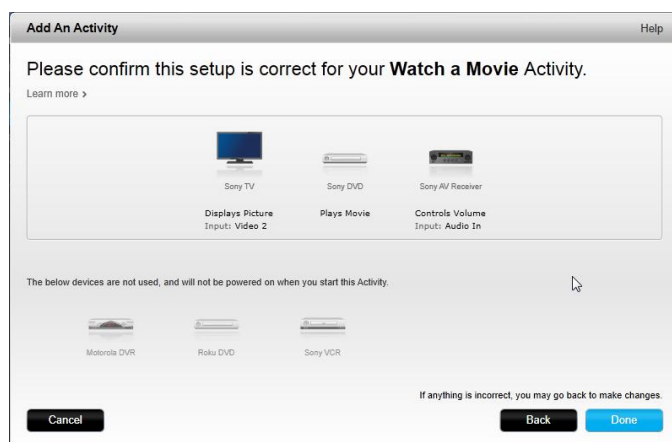 Add An Activity
Help
Please confirm this setup is correct for your Watch a Movie Activity.
Learn more >
Sony TV
Sony DVD
Sony AV Receiver
Displays Picture
Input: Video 2
Plays Movie
Controls Volume
Input: Audio In
The below devices are not used, and will not be powered on when you start this Activity.
Motorola DVR
Roku DVD
Sony VCR
If anything is incorrect, you may go back to make changes.
Cancel
Back
Done